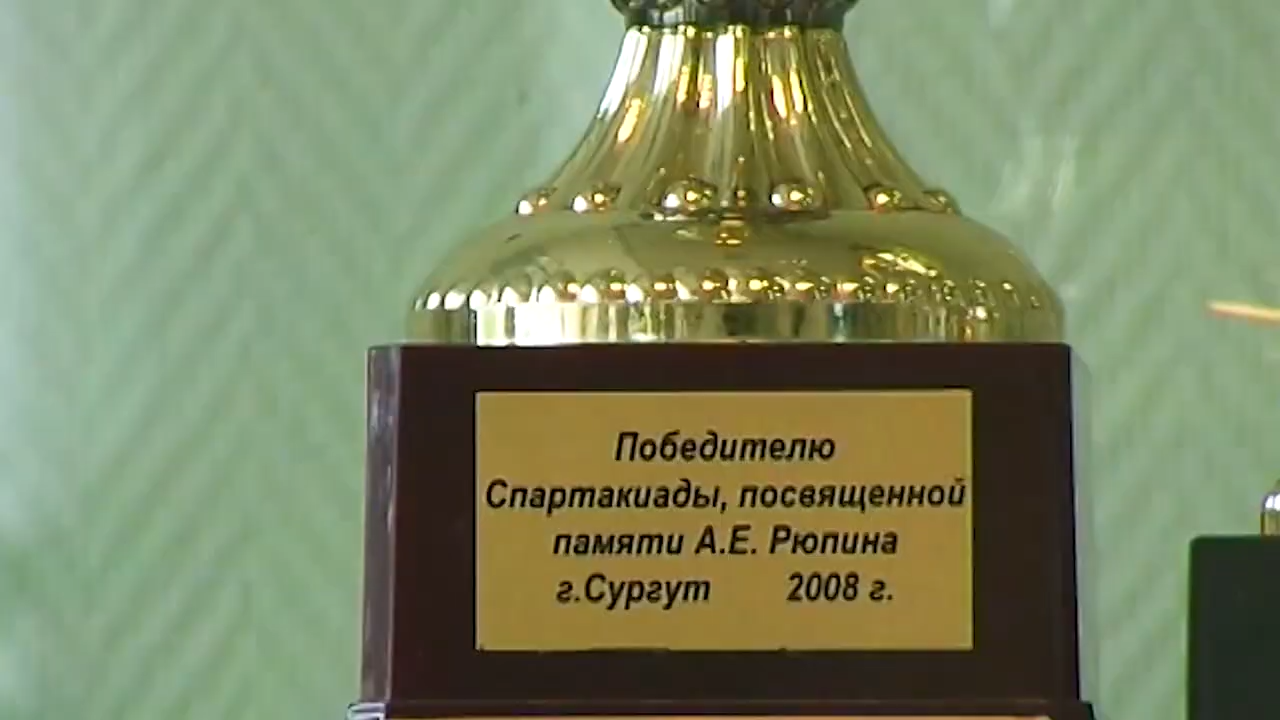 Победителю
Спартакиады, посвященной
памяти А.Е. Рюпина
г.Сургут 2008 г.